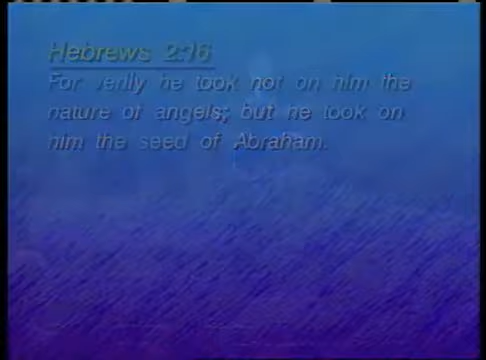 Hebrews 2:16
For verily he took not on him the
nature of angels; but he took on
him the seed of Abraham.